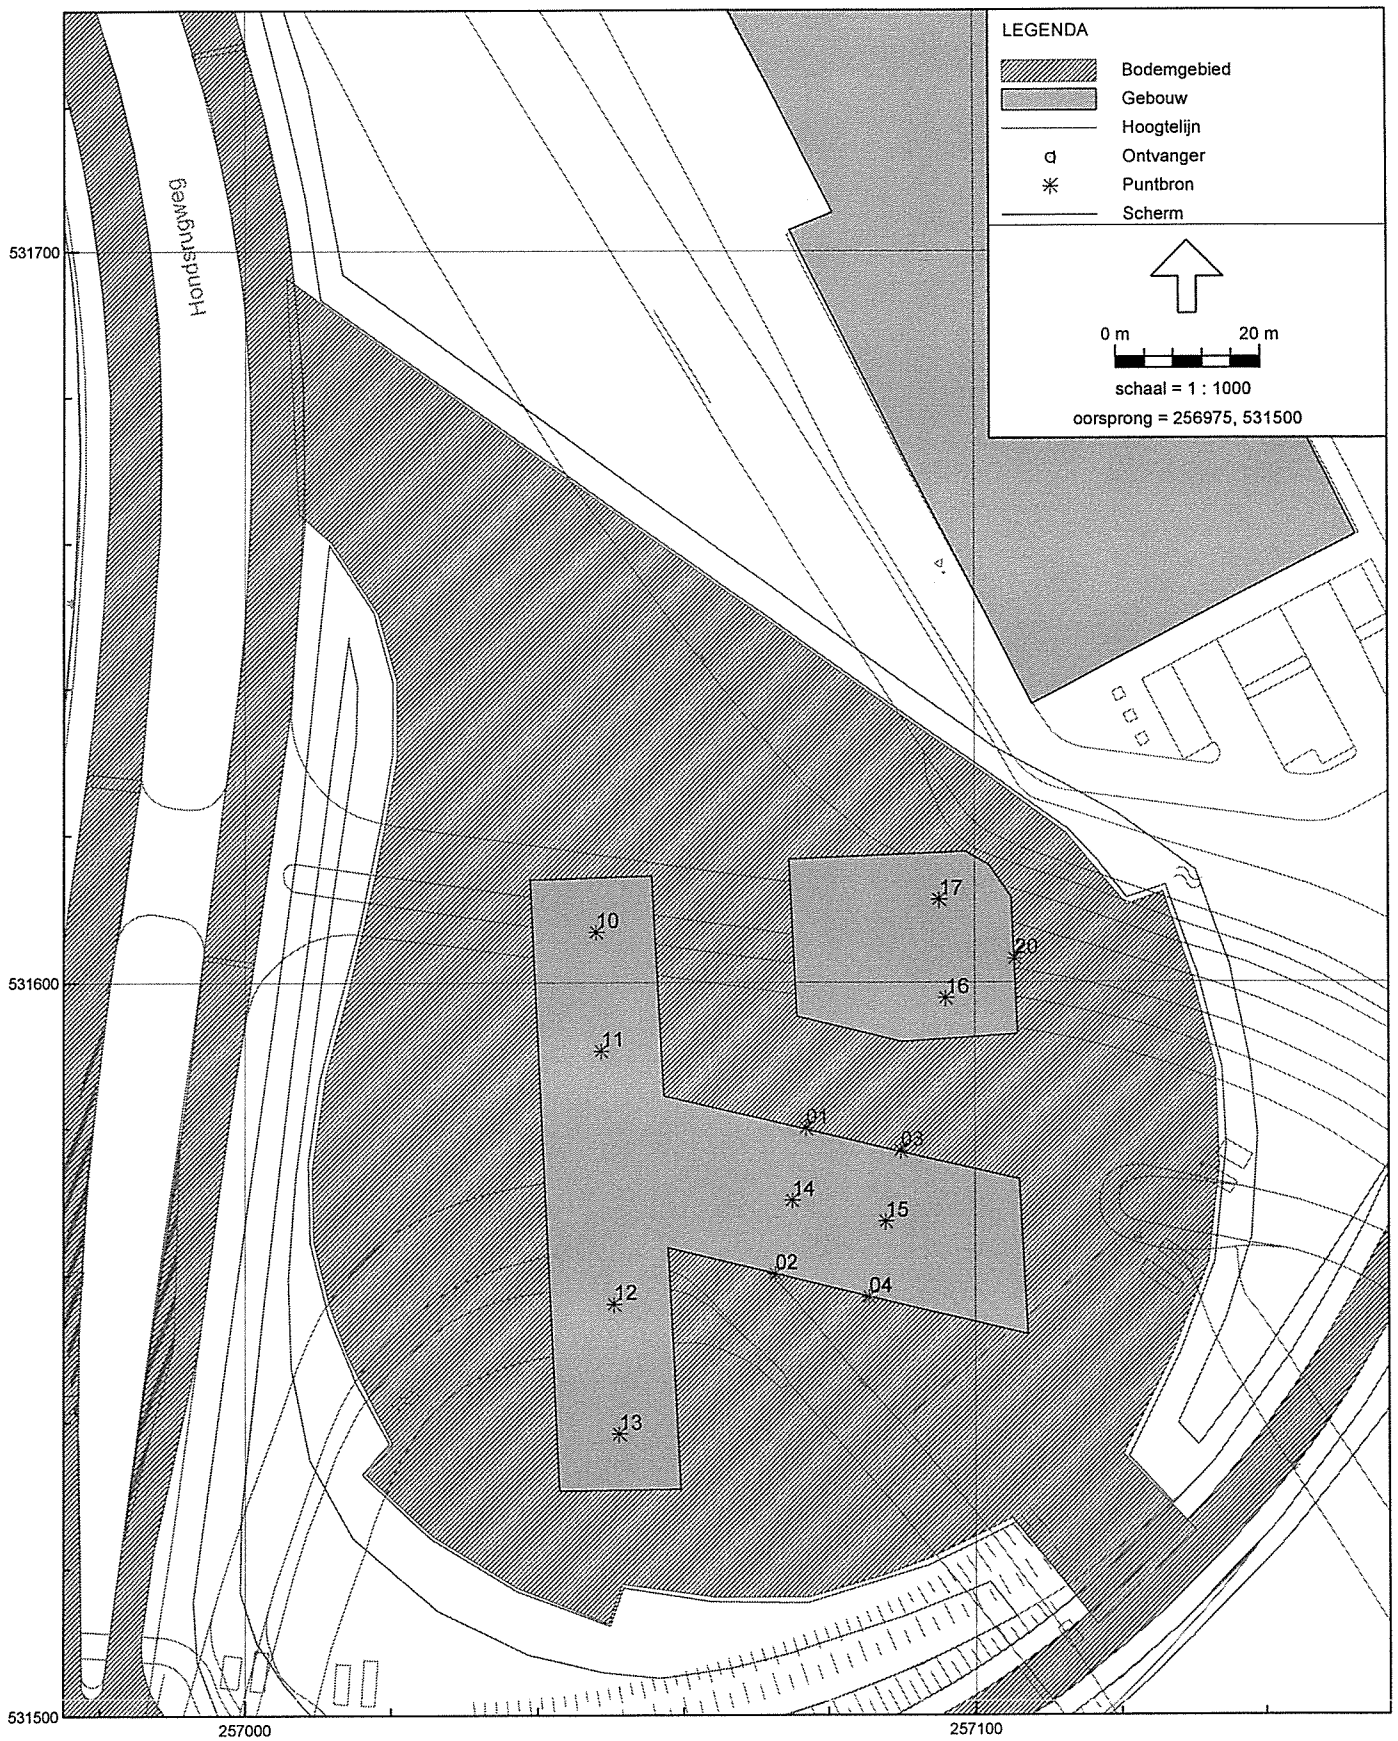 LEGENDA
Bodemgebied
Gebouw
Hoogtelijn
Ontvanger
Puntbron
Scherm
0 m 20 m
schaal = 1 : 1000
oorsprong = 256975, 531500
Honpsrugweg
531700
17
10
20
531600
16
11
01
03
14
15
02
04
12
13
531500
257000
257100